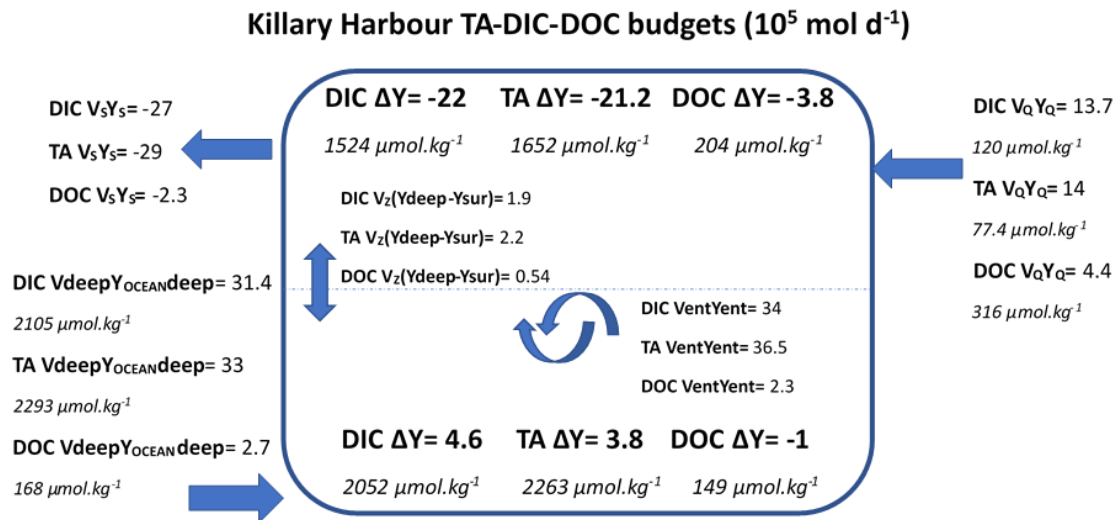 Killary Harbour TA-DIC-DOC budgets (10⁵ mol d⁻¹)
DIC VₛYₛ= -27
TA VₛYₛ= -29
DOC VₛYₛ= -2.3
DIC ΔY= -22 TA ΔY= -21.2 DOC ΔY= -3.8
1524 µmol.kg⁻¹ 1652 µmol.kg⁻¹ 204 µmol.kg⁻¹
DIC V_QY_Q= 13.7
120 µmol.kg⁻¹
TA V_QY_Q= 14
77.4 µmol.kg⁻¹
DOC V_QY_Q= 4.4
316 µmol.kg⁻¹
DIC Vz(Ydeep-Ysur)= 1.9
TA Vz(Ydeep-Ysur)= 2.2
DOC Vz(Ydeep-Ysur)= 0.54
DIC VdeepYOCEANdeep= 31.4
2105 µmol.kg⁻¹
TA VdeepYOCEANdeep= 33
2293 µmol.kg⁻¹
DOC VdeepYOCEANdeep= 2.7
168 µmol.kg⁻¹
DIC VentYent= 34
TA VentYent= 36.5
DOC VentYent= 2.3
DIC ΔY= 4.6 TA ΔY= 3.8 DOC ΔY= -1
2052 µmol.kg⁻¹ 2263 µmol.kg⁻¹ 149 µmol.kg⁻¹